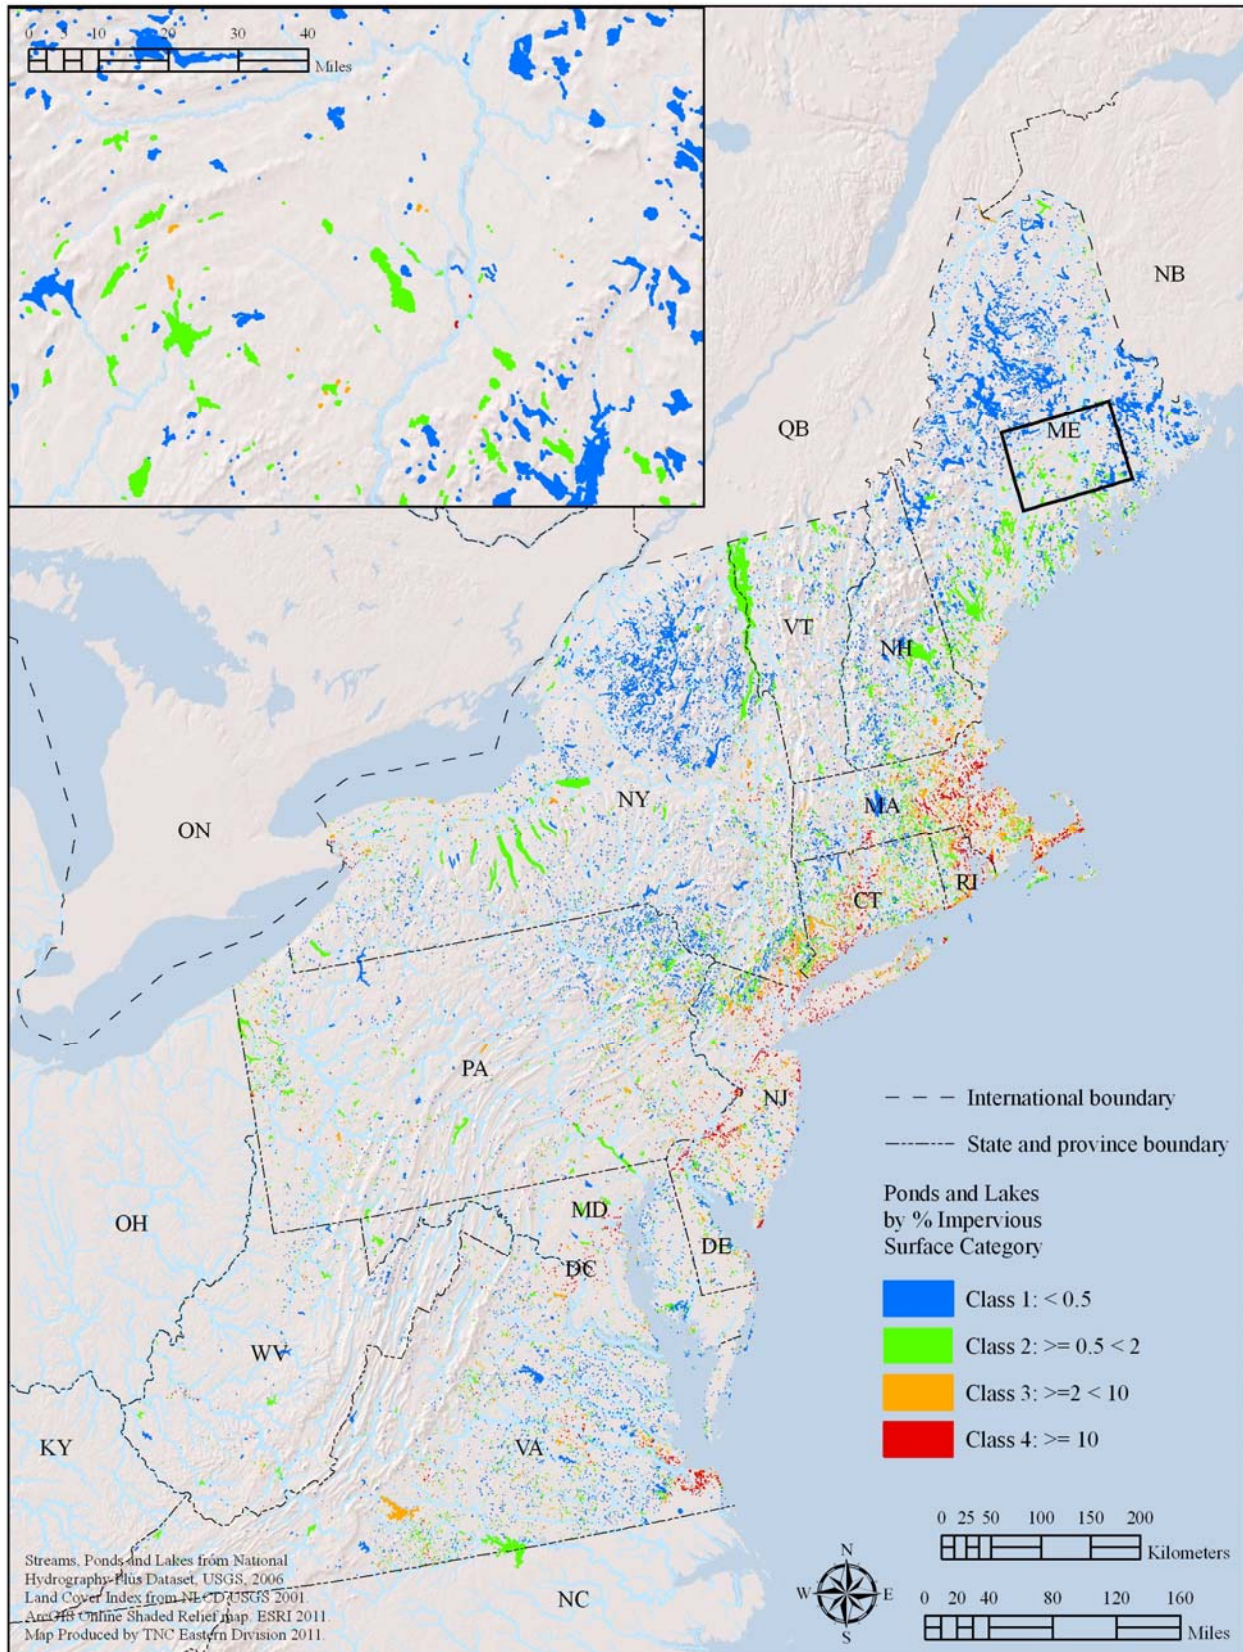 0 5 10 20 30 40
Miles
NB
ME
QB
VT
NH
NY
ON
MA
CT
RI
PA
NJ
International boundary
State and province boundary
Ponds and Lakes
by % Impervious
Surface Category
Class 1: < 0.5
Class 2: >= 0.5 < 2
Class 3: >=2 < 10
Class 4: >= 10
OH
MD
DE
DC
WV
KY
VA
NC
0 25 50 100 150 200
Kilometers
0 20 40 80 120 160
Miles
N
W E
S
Streams, Ponds and Lakes from National
Hydrography Plus Dataset, USGS, 2006
Land Cover Index from NLCD USGS 2001.
ArcGIS Online Shaded Relief map. ESRI 2011.
Map Produced by TNC Eastern Division 2011.